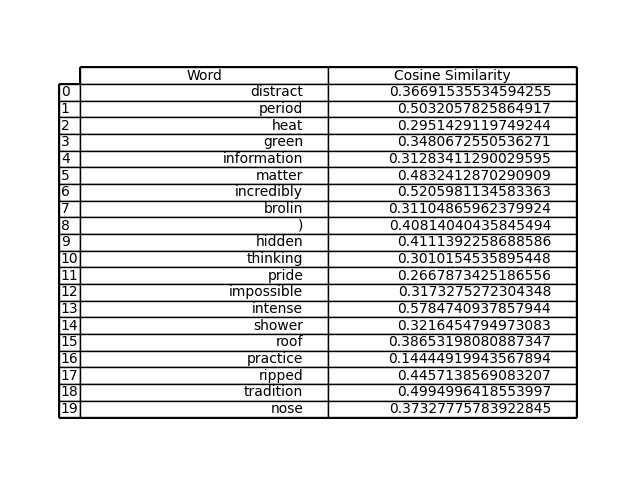 Word Cosine Similarity
0 distract 0.36691535534594255
1 period 0.5032057825864917
2 heat 0.2951429119749244
3 green 0.3480672550536271
4 information 0.31283411290029595
5 matter 0.4832412870290909
6 incredibly 0.5205981134583363
7 brolin 0.31104865962379924
8 ) 0.40814040435845494
9 hidden 0.4111392258688586
10 thinking 0.3010154535895448
11 pride 0.2667873425186556
12 impossible 0.3173275272304348
13 intense 0.5784740937857944
14 shower 0.3216454794973083
15 roof 0.38653198080887347
16 practice 0.14444919943567894
17 ripped 0.4457138569083207
18 tradition 0.4994996418553997
19 nose 0.37327775783922845